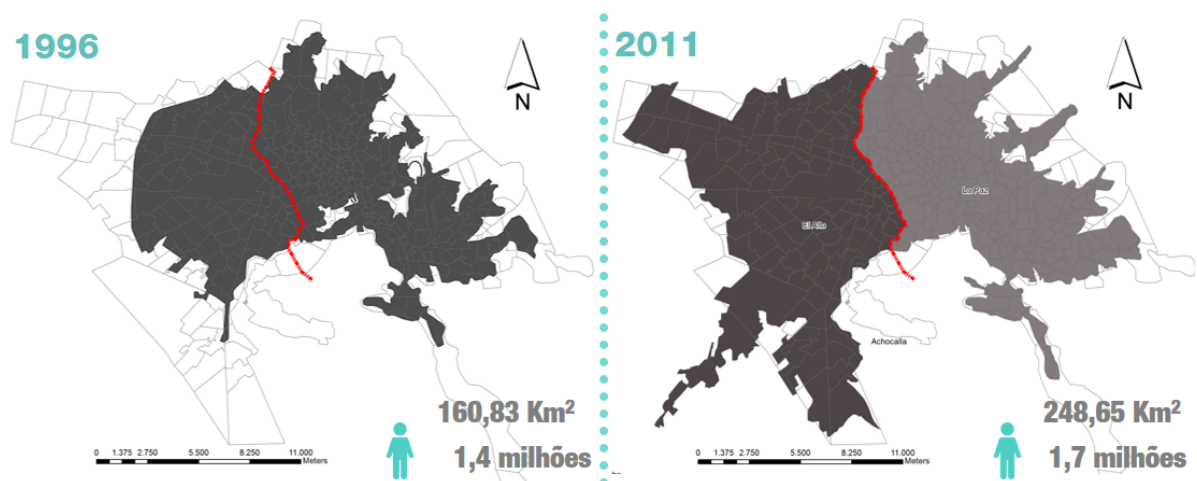 1996
N
160,83 Km²
1,4 milhões
0 1.375 2.750 5.500 8.250 11.000
Meters
2011
N
La Paz
El Alto
Achocalla
248,65 Km²
1,7 milhões
0 1.375 2.750 5.500 8.250 11.000
Meters